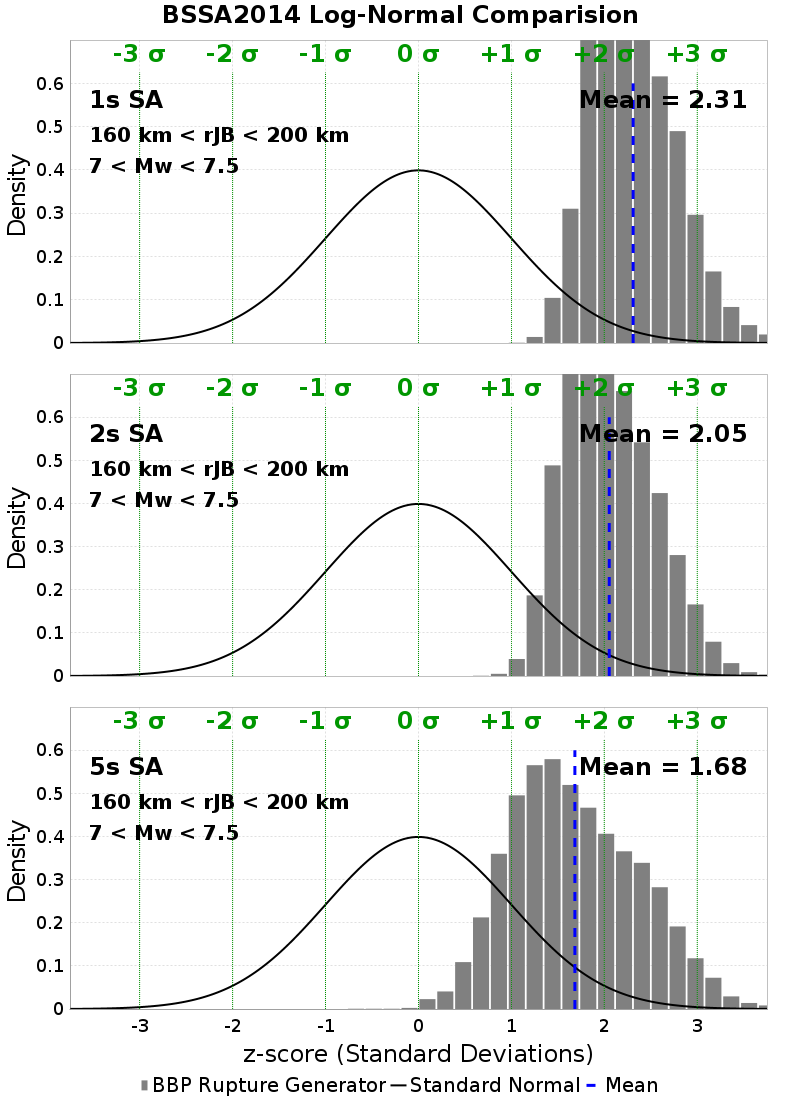 BSSA2014 Log-Normal Comparision
-3 σ -2 σ -1 σ 0 σ +1 σ +2 σ +3 σ
1s SA
Mean = 2.31
160 km < rJB < 200 km
7 < Mw < 7.5
Density
0.6
0.5
0.4
0.3
0.2
0.1
0
-3 σ -2 σ -1 σ 0 σ +1 σ +2 σ +3 σ
2s SA
Mean = 2.05
160 km < rJB < 200 km
7 < Mw < 7.5
Density
0.6
0.5
0.4
0.3
0.2
0.1
0
-3 σ -2 σ -1 σ 0 σ +1 σ +2 σ +3 σ
5s SA
Mean = 1.68
160 km < rJB < 200 km
7 < Mw < 7.5
Density
0.6
0.5
0.4
0.3
0.2
0.1
0
-3 -2 -1 0 1 2 3
z-score (Standard Deviations)
BBP Rupture Generator Standard Normal Mean